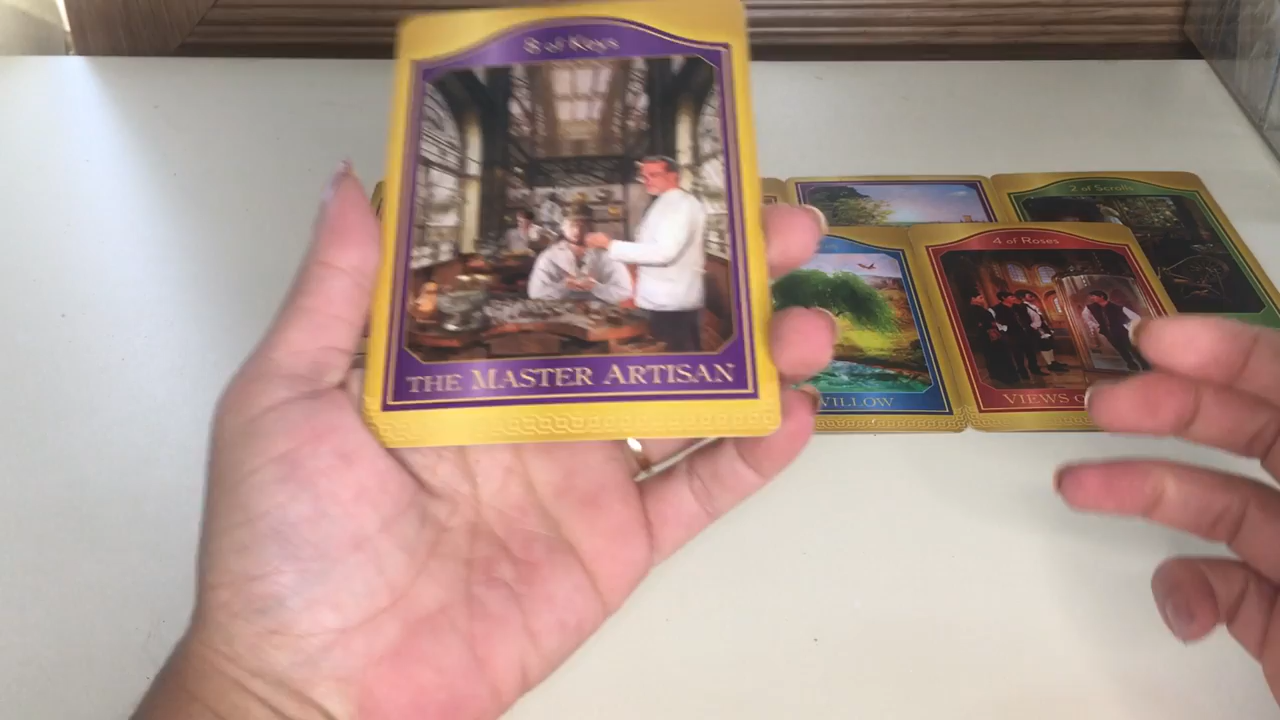 8 of Keys
THE MASTER ARTISAN
2 of Scrolls
4 of Roses
WILLOW
VIEWS